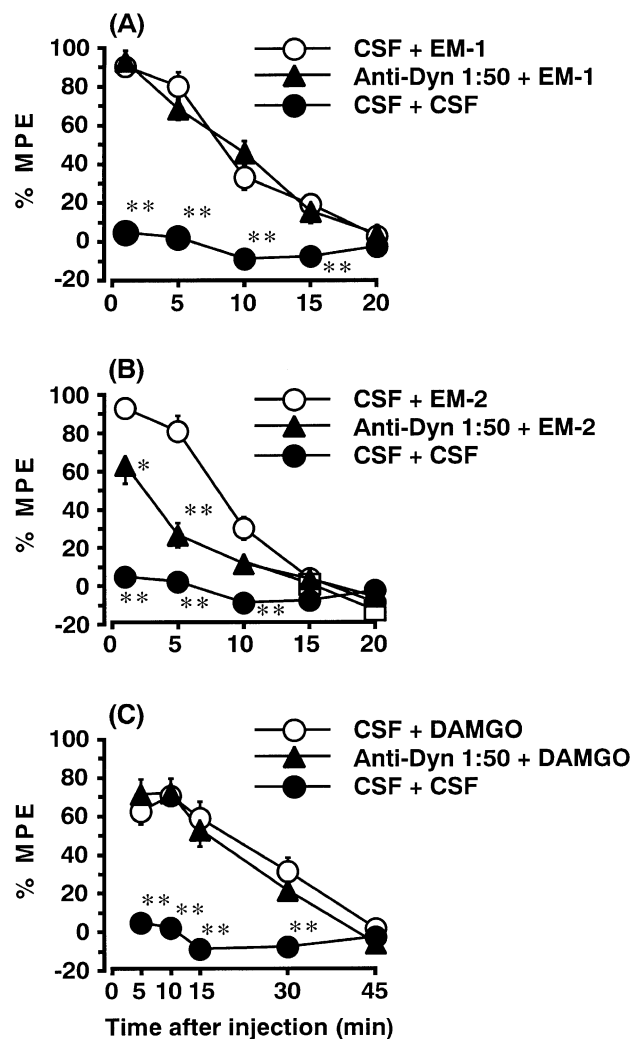 (A)
CSF + EM-1
Anti-Dyn 1:50 + EM-1
CSF + CSF
% MPE
100
80
60
40
20
0
-20
** ** ** **
0 5 10 15 20
(B)
CSF + EM-2
Anti-Dyn 1:50 + EM-2
CSF + CSF
% MPE
100
80
60
40
20
0
-20
*
**
** ** **
0 5 10 15 20
(C)
CSF + DAMGO
Anti-Dyn 1:50 + DAMGO
CSF + CSF
% MPE
100
80
60
40
20
0
-20
** ** ** **
0 5 10 15 30 45
Time after injection (min)